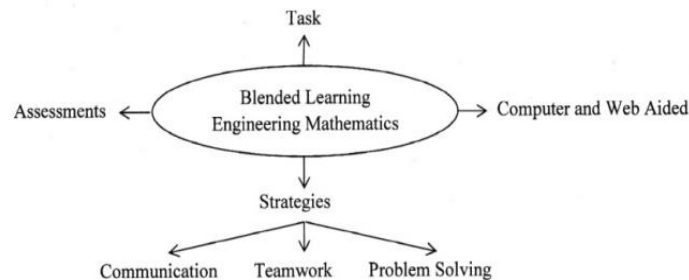 Task
Blended Learning
Engineering Mathematics
Assessments
Computer and Web Aided
Strategies
Communication
Teamwork
Problem Solving